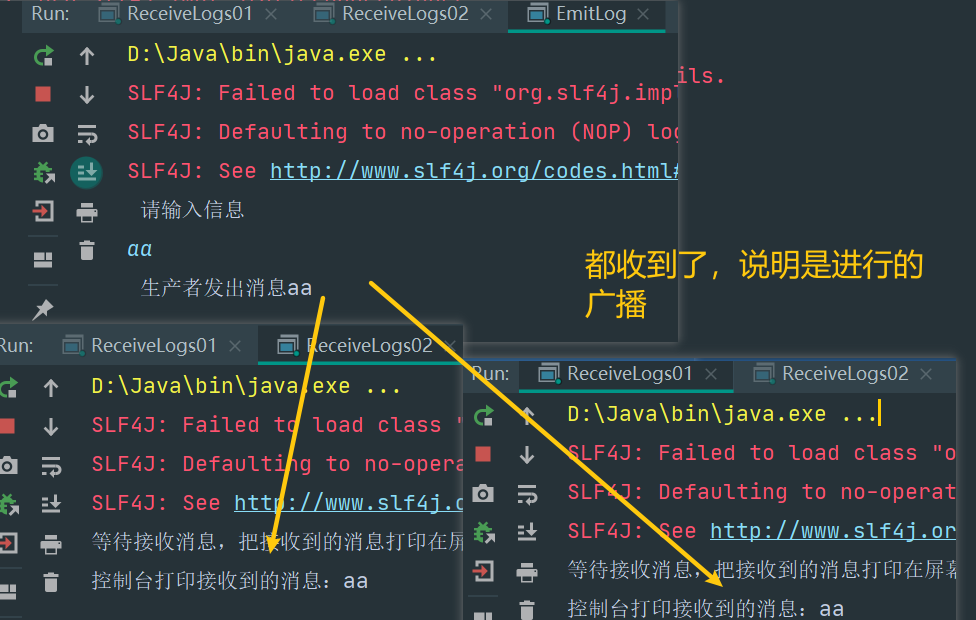 Run: ReceiveLogs01 ReceiveLogs02 EmitLog
D:\Java\bin\java.exe ...
SLF4J: Failed to load class "org.slf4j.imp
ils.
SLF4J: Defaulting to no-operation (NOP) log
SLF4J: See http://www.slf4j.org/codes.html#
请输入信息
aa
生产者发出消息aa
都收到了，说明是进行的
广播
Run: ReceiveLogs01 ReceiveLogs02
D:\Java\bin\java.exe ...
SLF4J: Failed to load class "
SLF4J: Defaulting to no-opera
SLF4J: See http://www.slf4j.o
等待接收消息，把接收到的消息打印在屏
控制台打印接收到的消息：aa
Run: ReceiveLogs01 ReceiveLogs02
D:\Java\bin\java.exe ...
SLF4J: Failed to load class "o
SLF4J: Defaulting to no-operat
SLF4J: See http://www.slf4j.or
等待接收消息，把接收到的消息打印在屏幕
控制台打印接收到的消息：aa